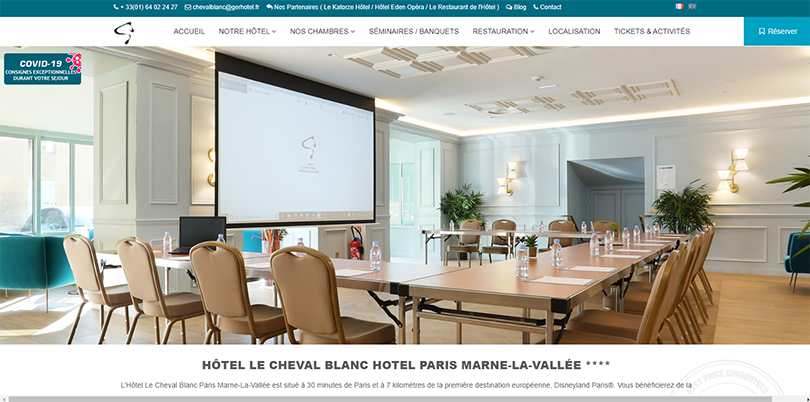 + 33(01) 64 02 24 27 chevalblanc@gerhotel.fr Nos Partenaires ( Le Katorze Hôtel / Hôtel Eden Opéra / Le Restaurant de l'Hôtel ) Blog Contact
ACCUEIL NOTRE HÔTEL NOS CHAMBRES SÉMINAIRES / BANQUETS RESTAURATION LOCALISATION TICKETS & ACTIVITÉS Réserver
COVID-19
CONSIGNES EXCEPTIONNELLES
DURANT VOTRE SEJOUR
HÔTEL LE CHEVAL BLANC HOTEL PARIS MARNE-LA-VALLÉE ****
L'Hôtel Le Cheval Blanc Paris Marne-La-Vallée est situé à 30 minutes de Paris et à 7 kilomètres de la première destination européenne, Disneyland Paris®. Vous bénéficierez de la
BEST PRICE GUARANTEED